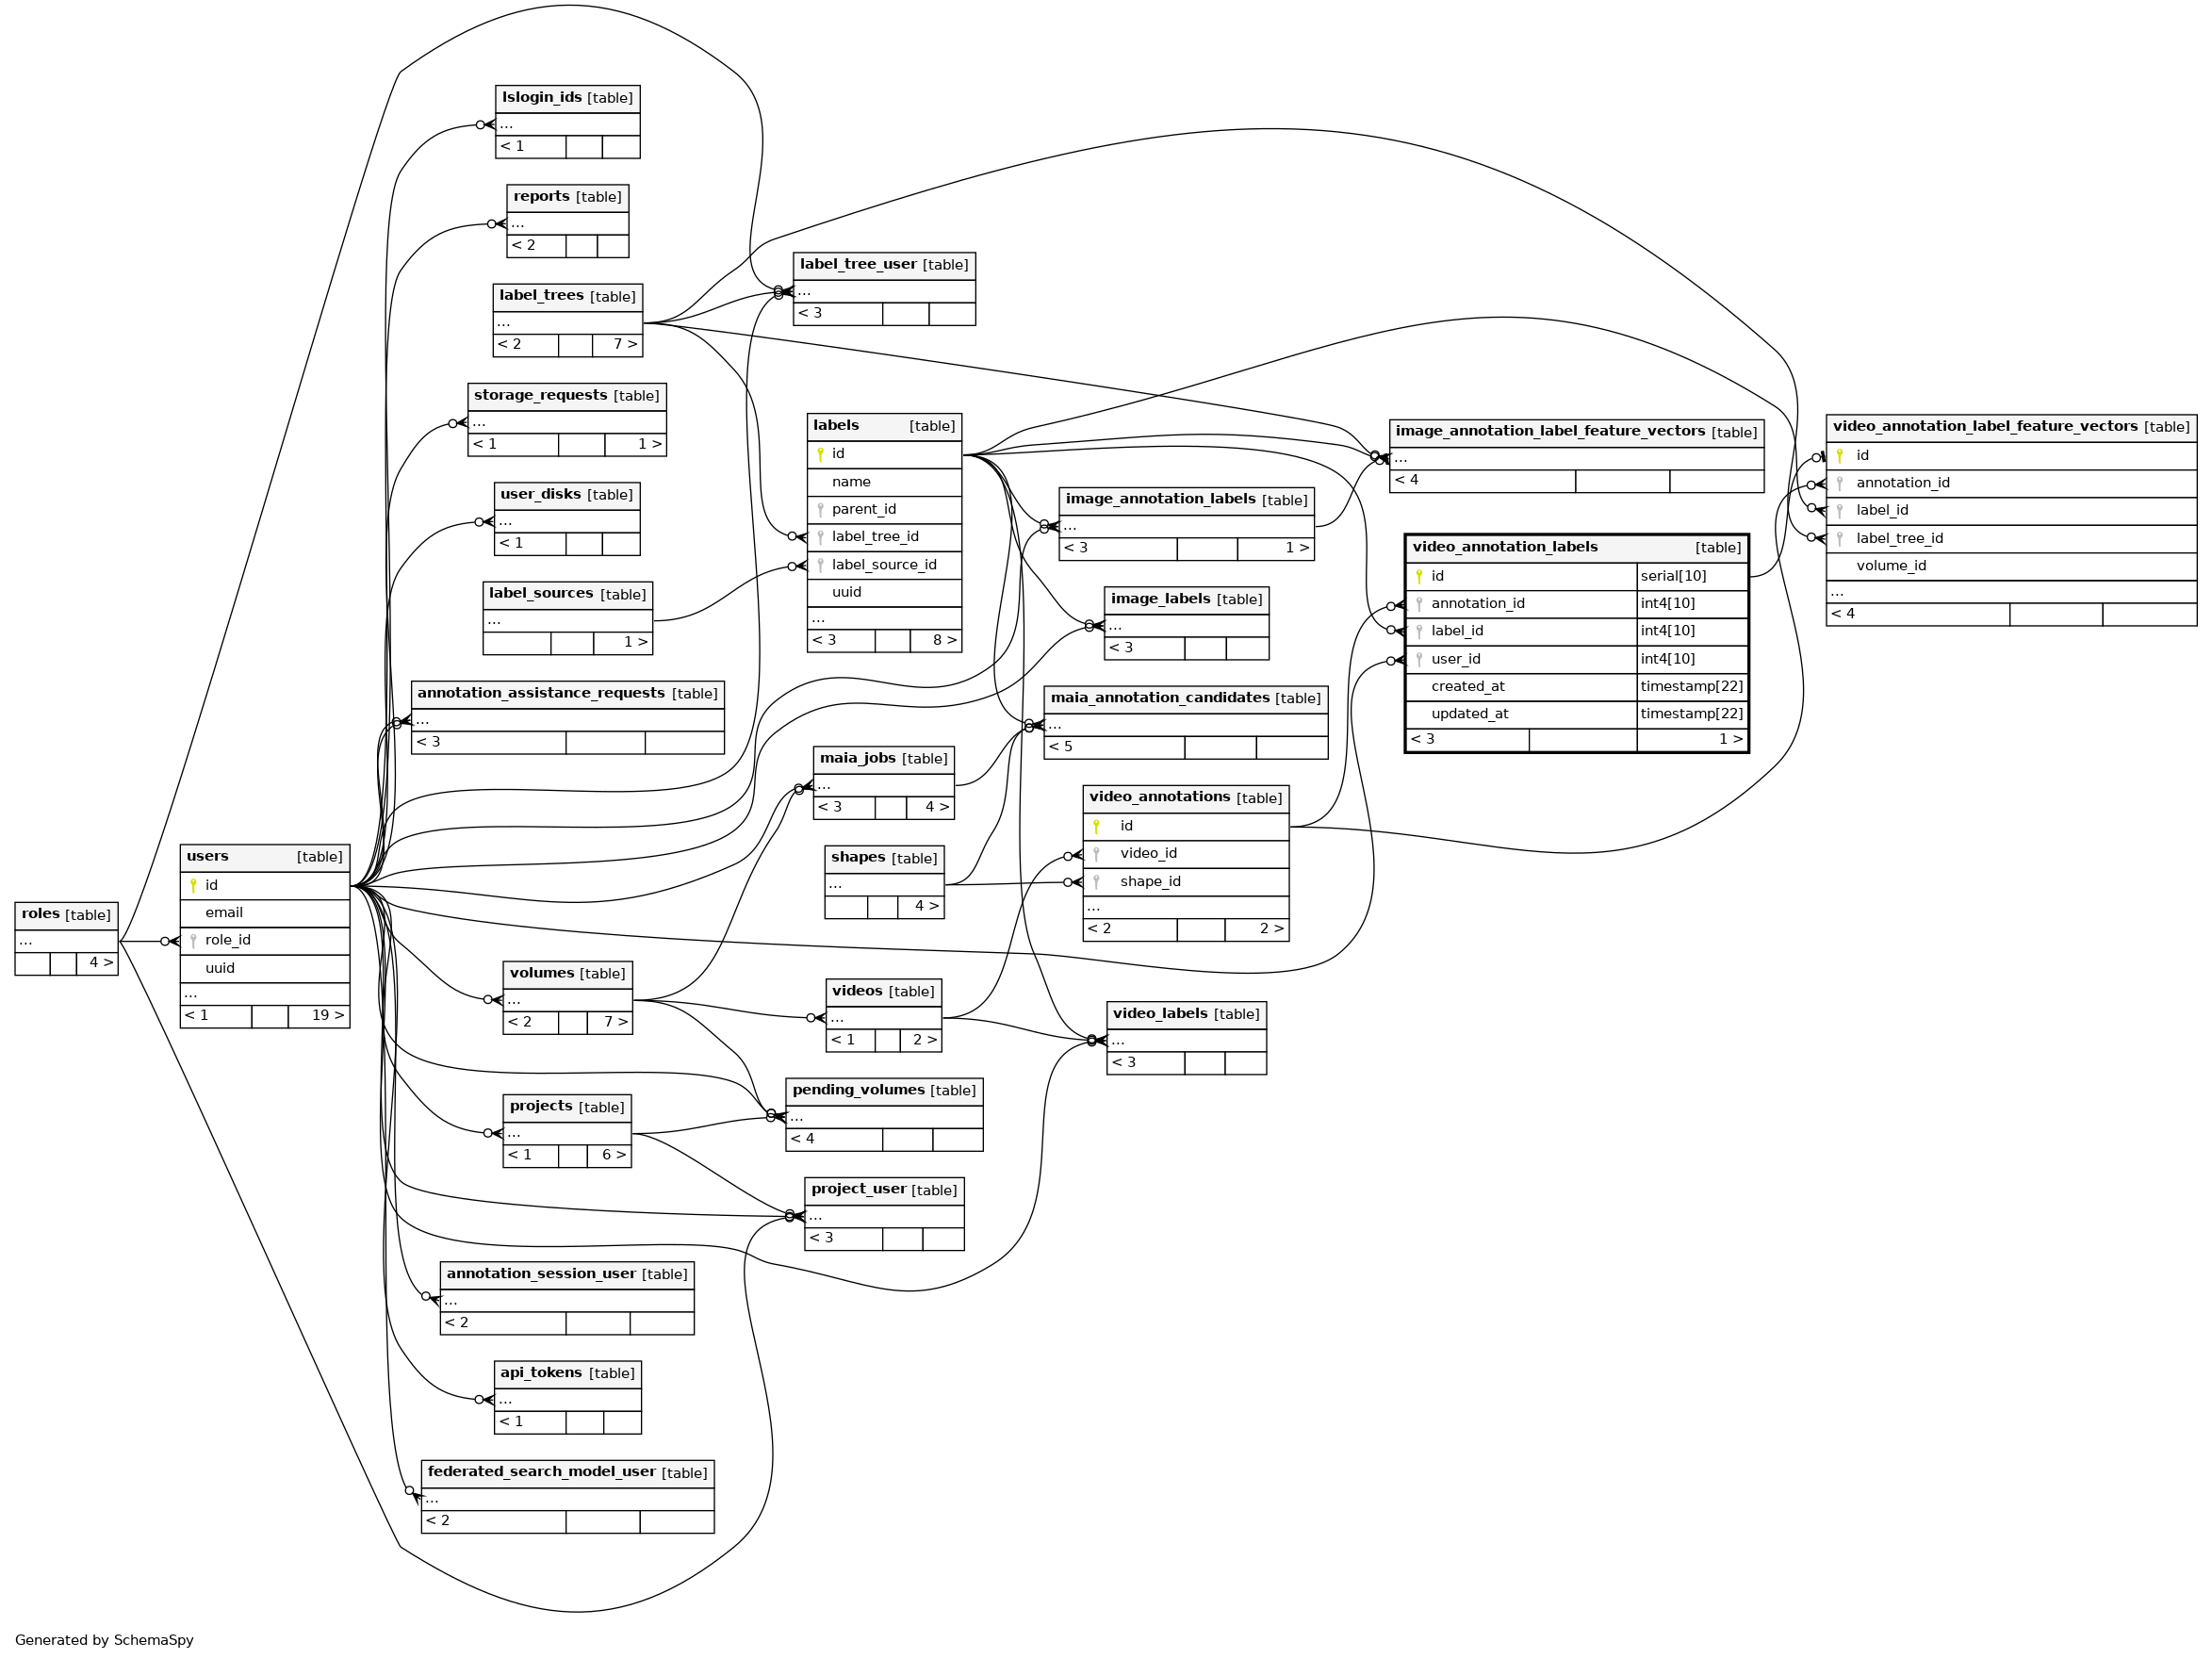 lslogin_ids [table]
...
< 1
reports [table]
...
< 2
label_trees [table]
...
< 2 7 >
storage_requests [table]
...
< 1 1 >
user_disks [table]
...
< 1
label_sources [table]
...
1 >
annotation_assistance_requests [table]
...
< 3
roles [table]
...
4 >
users [table]
id
email
role_id
uuid
...
< 1 19 >
volumes [table]
...
< 2 7 >
projects [table]
...
< 1 6 >
annotation_session_user [table]
...
< 2
api_tokens [table]
...
< 1
federated_search_model_user [table]
...
< 2
label_tree_user [table]
...
< 3
labels [table]
id
name
parent_id
label_tree_id
label_source_id
uuid
...
< 3 8 >
maia_jobs [table]
...
< 3 4 >
shapes [table]
...
4 >
videos [table]
...
< 1 2 >
pending_volumes [table]
...
< 4
project_user [table]
...
< 3
image_annotation_labels [table]
...
< 3 1 >
image_labels [table]
...
< 3
maia_annotation_candidates [table]
...
< 5
video_annotations [table]
id
video_id
shape_id
...
< 2 2 >
video_labels [table]
...
< 3
image_annotation_label_feature_vectors [table]
...
< 4
video_annotation_labels [table]
id serial[10]
annotation_id int4[10]
label_id int4[10]
user_id int4[10]
created_at timestamp[22]
updated_at timestamp[22]
< 3 1 >
video_annotation_label_feature_vectors [table]
id
annotation_id
label_id
label_tree_id
volume_id
...
< 4
Generated by SchemaSpy